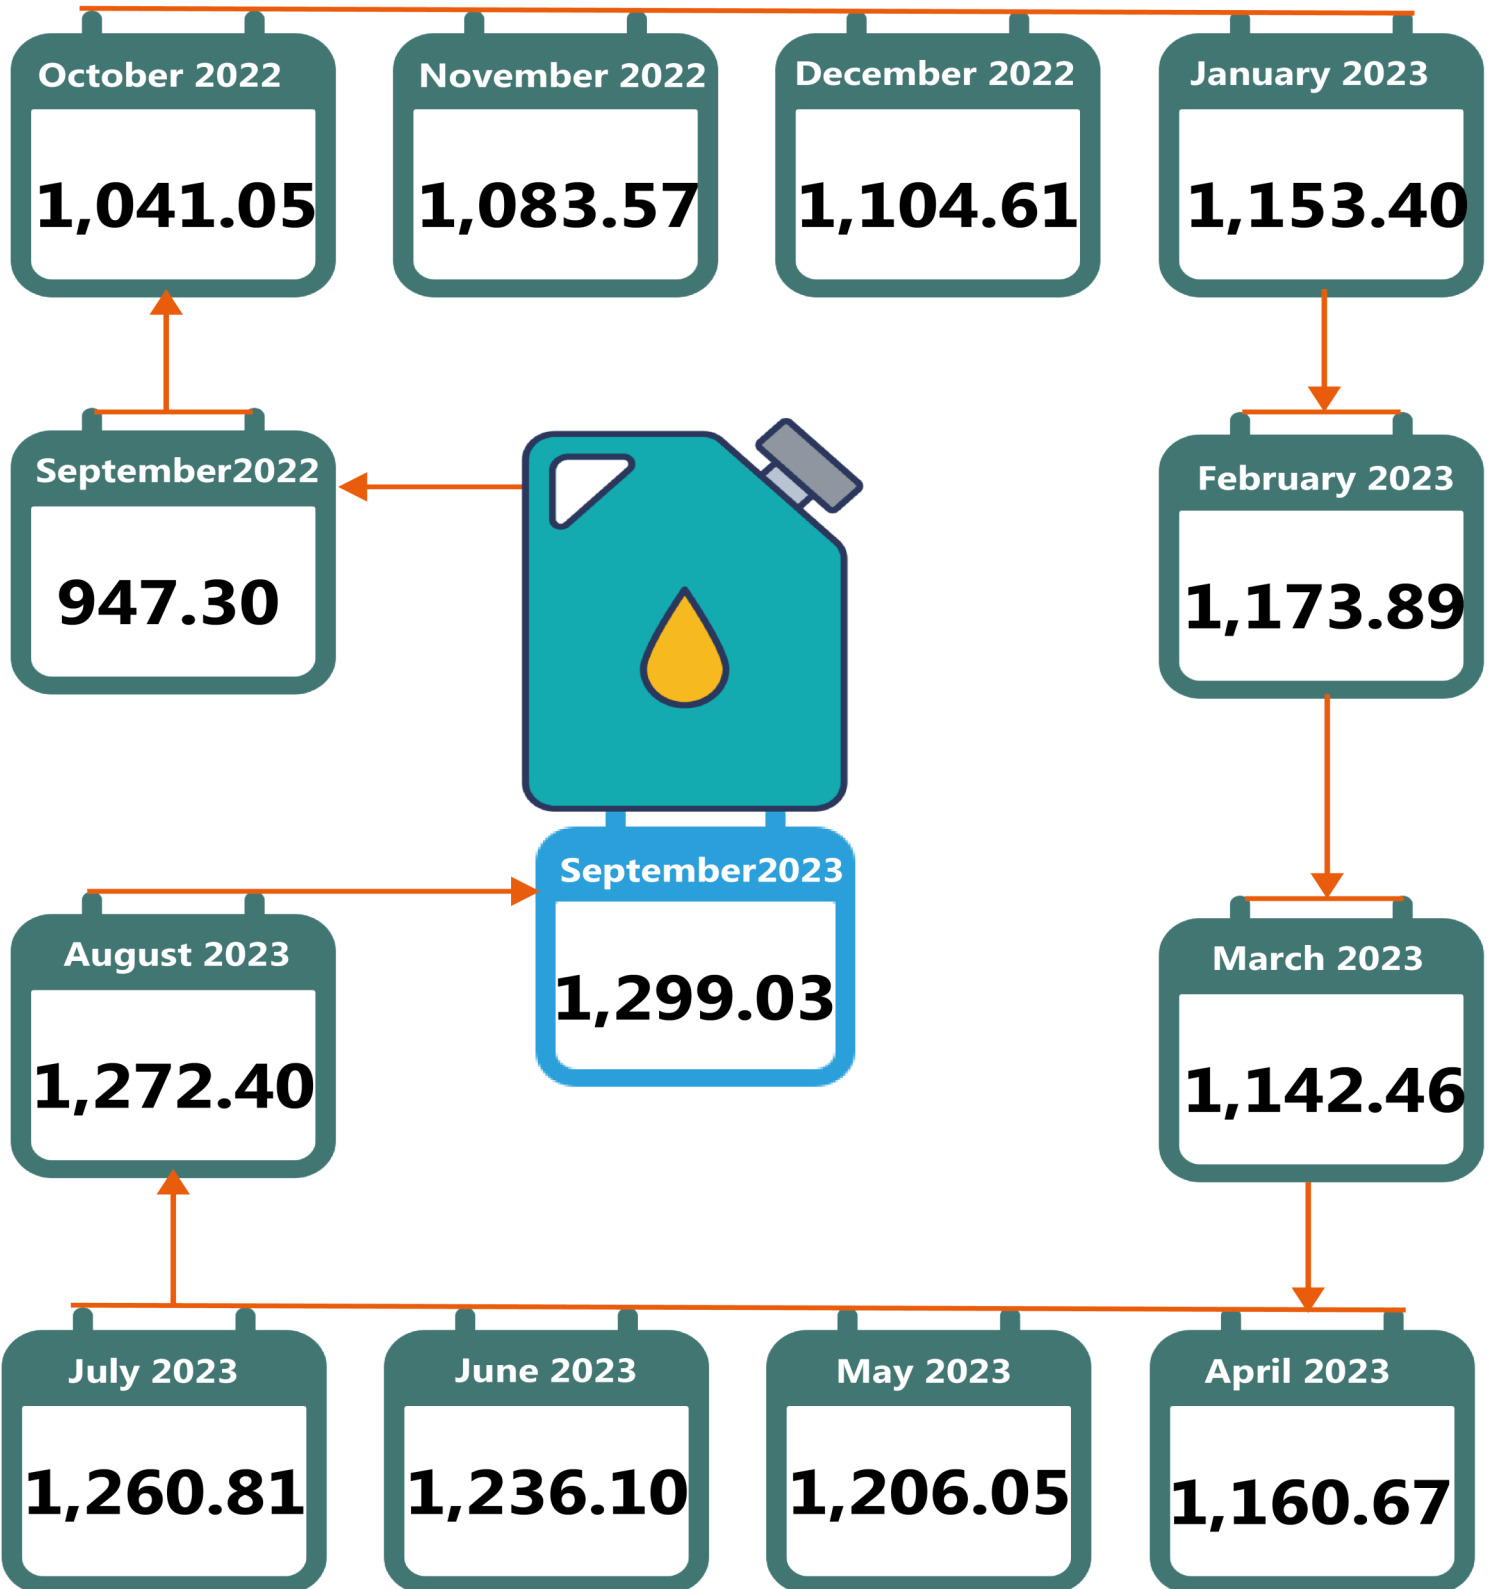 October 2022
1,041.05
November 2022
1,083.57
December 2022
1,104.61
January 2023
1,153.40
September2022
947.30
February 2023
1,173.89
September2023
1,299.03
August 2023
1,272.40
March 2023
1,142.46
July 2023
1,260.81
June 2023
1,236.10
May 2023
1,206.05
April 2023
1,160.67